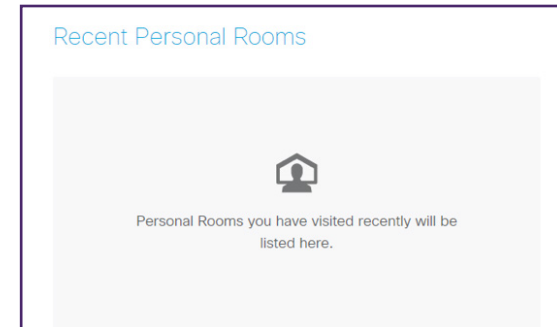 Recent Personal Rooms
Personal Rooms you have visited recently will be
listed here.